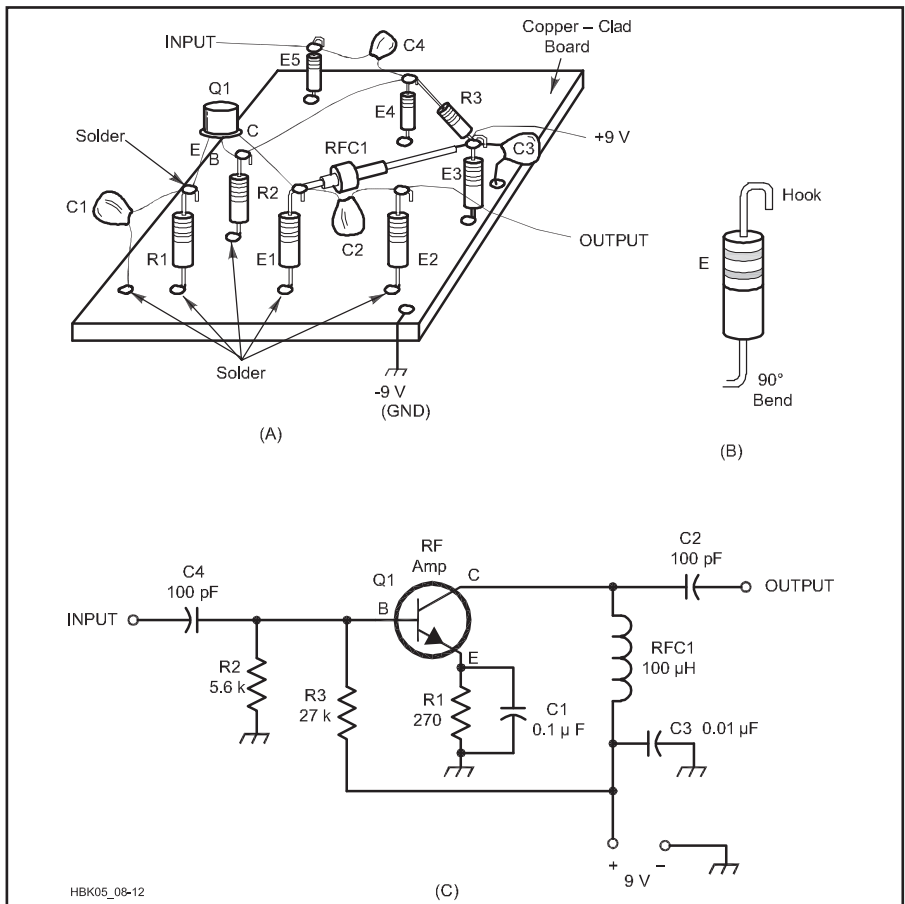 INPUT
C4
Copper – Clad
Board
E5
Q1
E4
R3
+9 V
Solder
E
B
C
RFC1
C3
E3
C1
R2
C2
OUTPUT
R1
E1
E2
Solder
-9 V
(GND)
(A)
Hook
E
90°
Bend
(B)
RF
Amp
C2
100 pF
C4
100 pF
Q1
C
OUTPUT
INPUT
B
E
RFC1
100 µH
R2
5.6 k
R3
27 k
R1
270
C1
0.1 µ F
C3 0.01 µF
+ –
9 V
HBK05_08-12
(C)